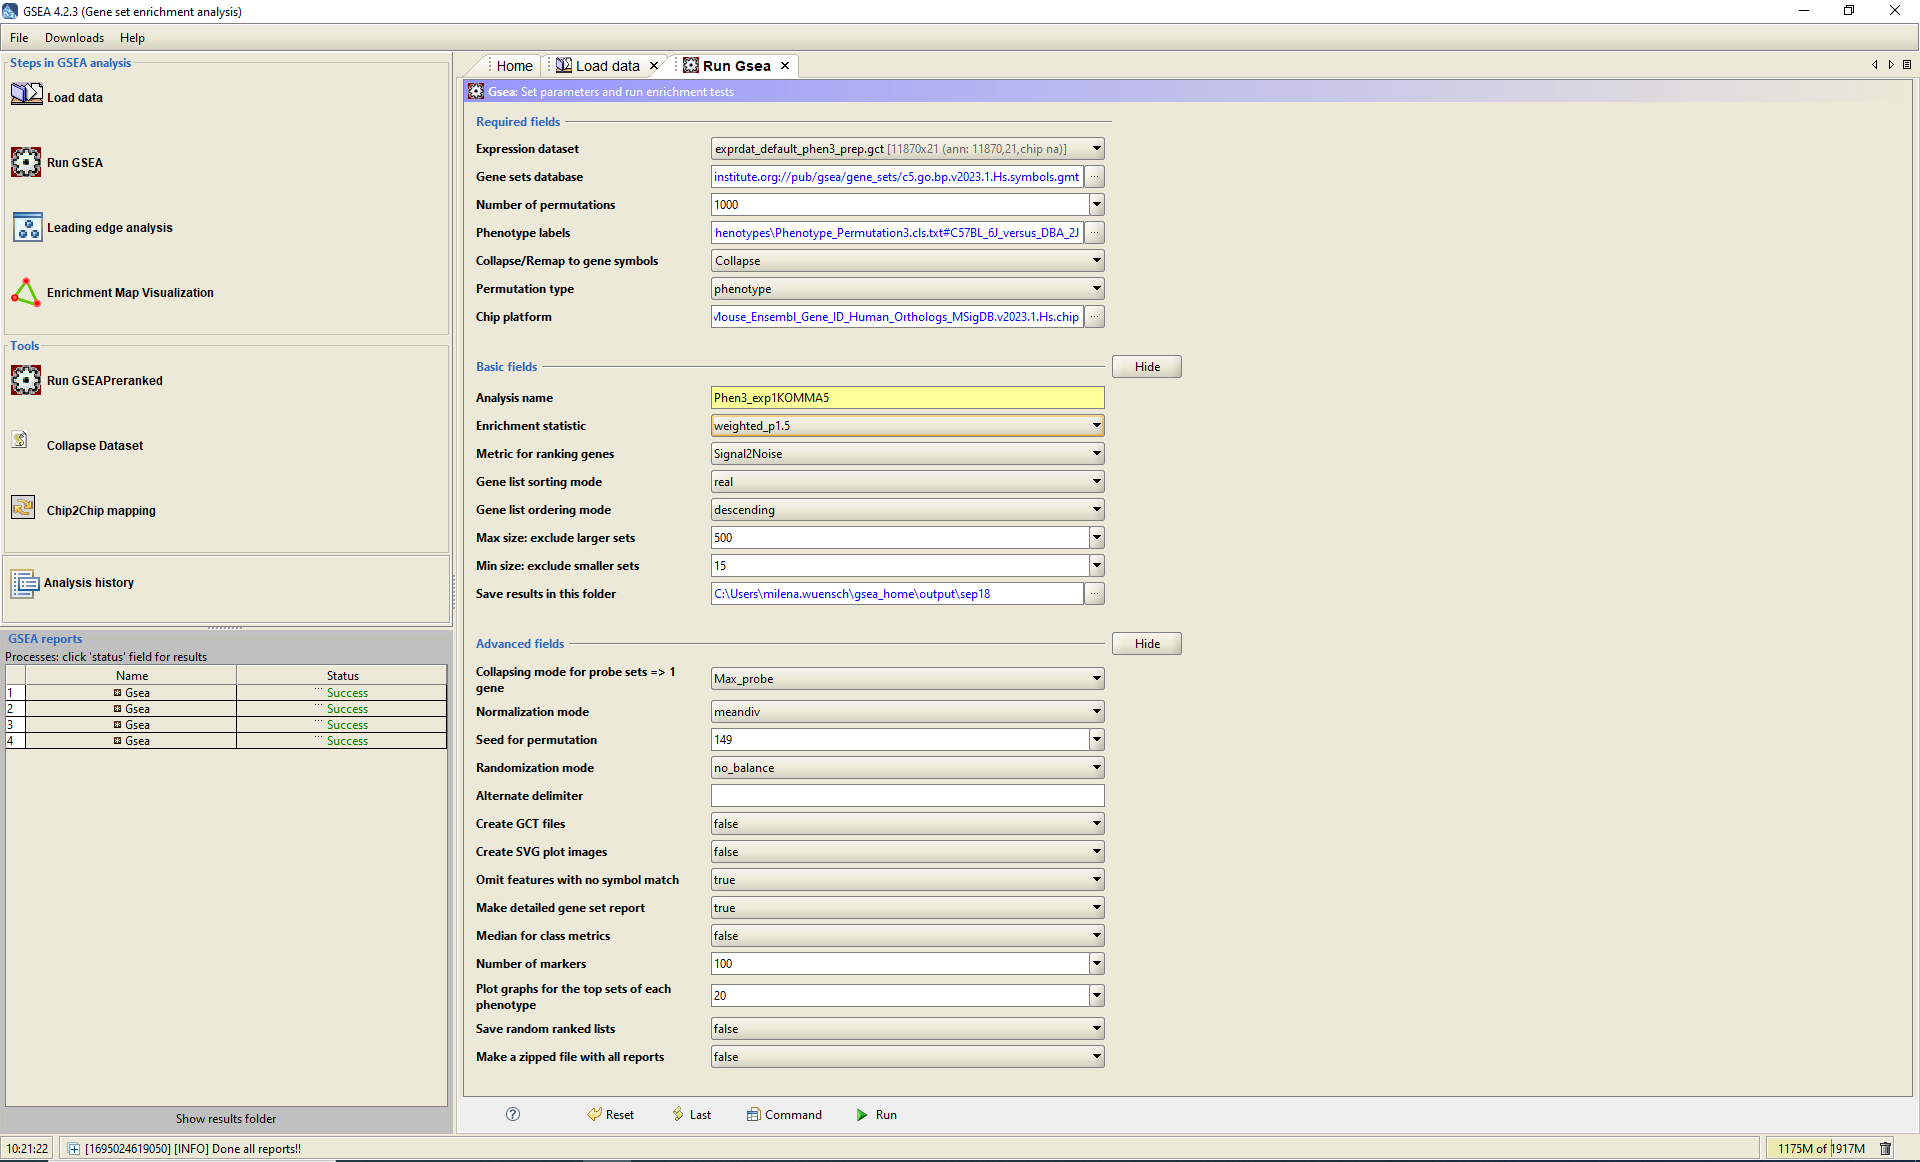 GSEA 4.2.3 (Gene set enrichment analysis)
File Downloads Help
Steps in GSEA analysis
Load data
Run GSEA
Leading edge analysis
Enrichment Map Visualization
Tools
Run GSEAPreranked
Collapse Dataset
Chip2Chip mapping
Analysis history
GSEA reports
Processes: click 'status' field for results
Name Status
1 Gsea ... Success
2 Gsea ... Success
3 Gsea ... Success
4 Gsea ... Success
Show results folder
Home Load data Run Gsea
Gsea: Set parameters and run enrichment tests
Required fields
Expression dataset exprdat_default_phen3_prep.gct [11870x21 (ann: 11870,21,chip na)]
Gene sets database institute.org://pub/gsea/gene_sets/c5.go.bp.v2023.1.Hs.symbols.gmt ...
Number of permutations 1000
Phenotype labels henotypes\Phenotype_Permutation3.cls.txt#C57BL_6J_versus_DBA_2J ...
Collapse/Remap to gene symbols Collapse
Permutation type phenotype
Chip platform Mouse_Ensembl_Gene_ID_Human_Orthologs_MSigDB.v2023.1.Hs.chip ...
Basic fields Hide
Analysis name Phen3_exp1KOMMA5
Enrichment statistic weighted_p1.5
Metric for ranking genes Signal2Noise
Gene list sorting mode real
Gene list ordering mode descending
Max size: exclude larger sets 500
Min size: exclude smaller sets 15
Save results in this folder C:\Users\milena.wuensch\gsea_home\output\sep18 ...
Advanced fields Hide
Collapsing mode for probe sets => 1
gene Max_probe
Normalization mode meandiv
Seed for permutation 149
Randomization mode no_balance
Alternate delimiter
Create GCT files false
Create SVG plot images false
Omit features with no symbol match true
Make detailed gene set report true
Median for class metrics false
Number of markers 100
Plot graphs for the top sets of each
phenotype 20
Save random ranked lists false
Make a zipped file with all reports false
? Reset Last Command Run
10:21:22 [1695024619050] [INFO] Done all reports!! 1175M of 1917M